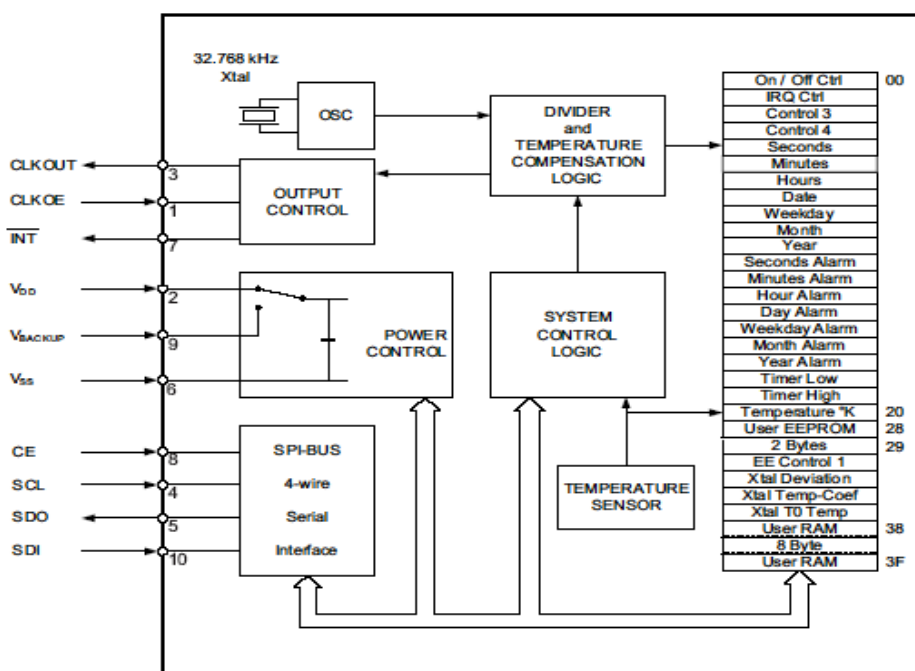 32.768 kHz
Xtal
OSC
DIVIDER
and
TEMPERATURE
COMPENSATION
LOGIC
CLKOUT
3
CLKOE
1
INT
7
OUTPUT
CONTROL
VDD
2
VBACKUP
9
VSS
6
POWER
CONTROL
SYSTEM
CONTROL
LOGIC
CE
8
SCL
4
SDO
5
SDI
10
SPI-BUS
4-wire
Serial
Interface
TEMPERATURE
SENSOR
On / Off Ctrl 00
IRQ Ctrl
Control 3
Control 4
Seconds
Minutes
Hours
Date
Weekday
Month
Year
Seconds Alarm
Minutes Alarm
Hour Alarm
Day Alarm
Weekday Alarm
Month Alarm
Year Alarm
Timer Low
Timer High
Temperature °K 20
User EEPROM 28
2 Bytes 29
EE Control 1
Xtal Deviation
Xtal Temp-Coef
Xtal T0 Temp
User RAM 38
8 Byte
User RAM 3F